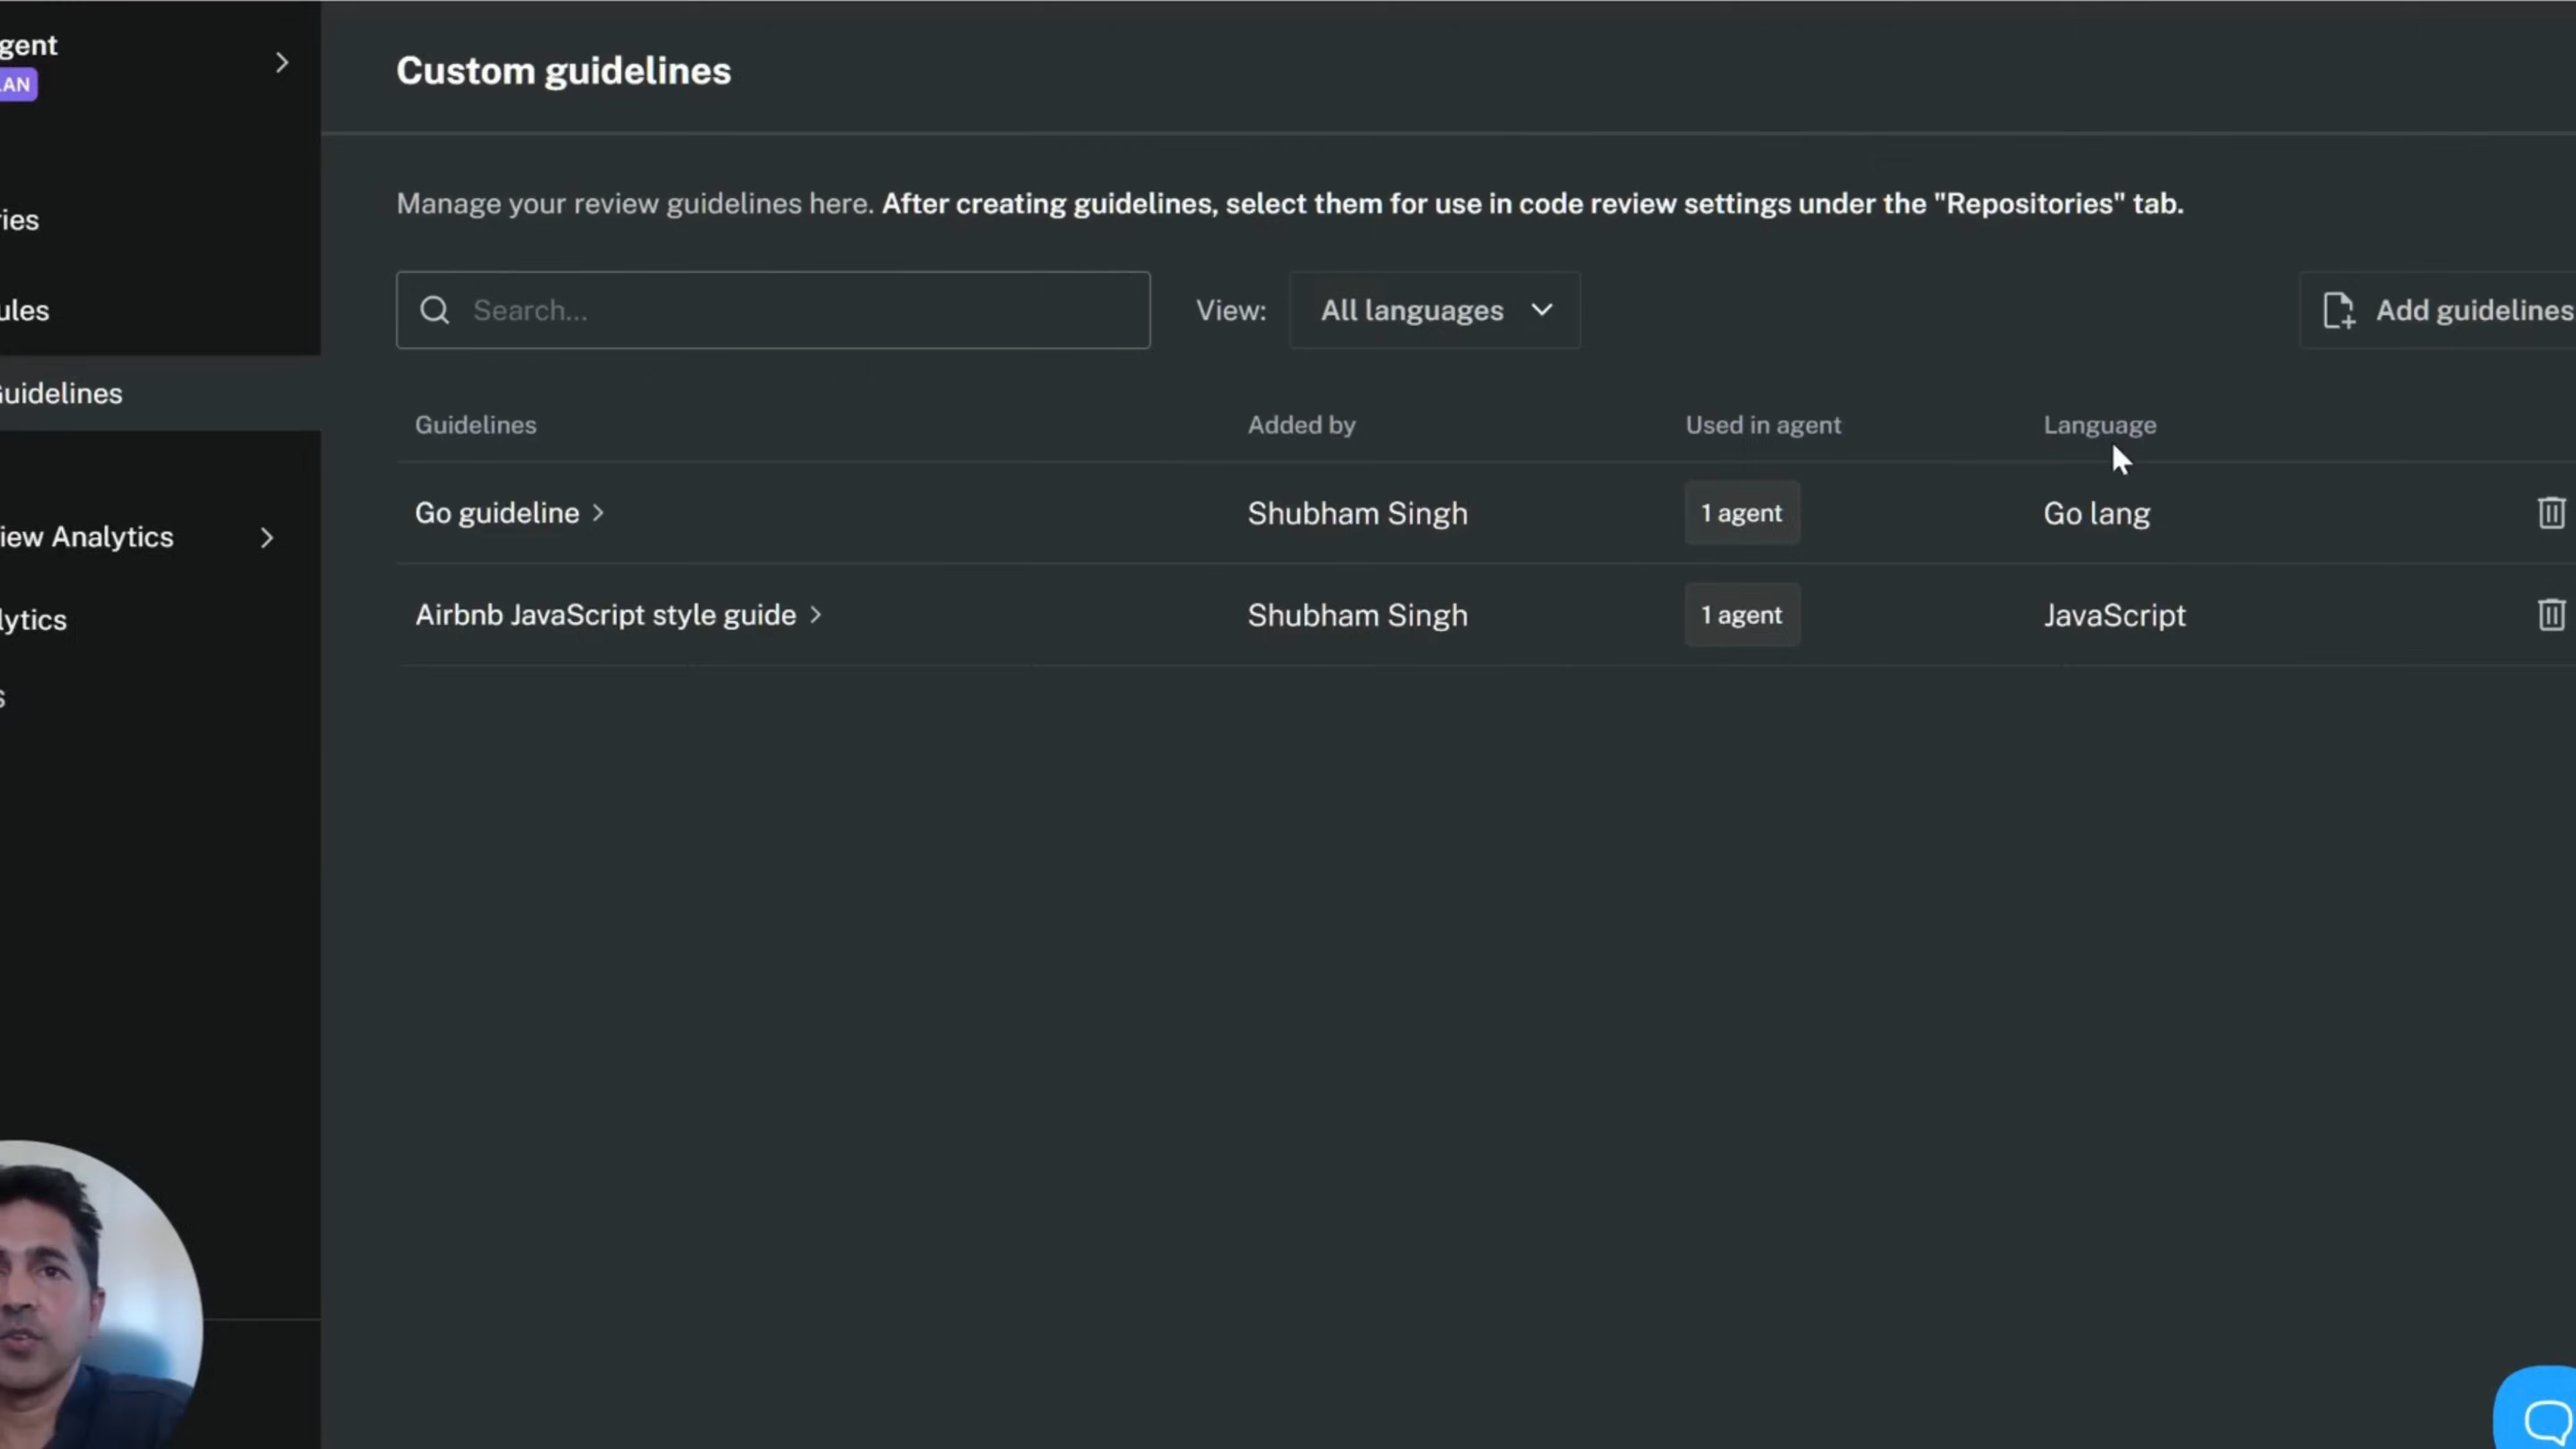 gent
LAN
ries
ules
Guidelines
iew Analytics
lytics
s
Custom guidelines
Manage your review guidelines here. After creating guidelines, select them for use in code review settings under the "Repositories" tab.
Search...
View:
All languages
Add guidelines
Guidelines
Added by
Used in agent
Language
Go guideline
Shubham Singh
1 agent
Go lang
Airbnb JavaScript style guide
Shubham Singh
1 agent
JavaScript